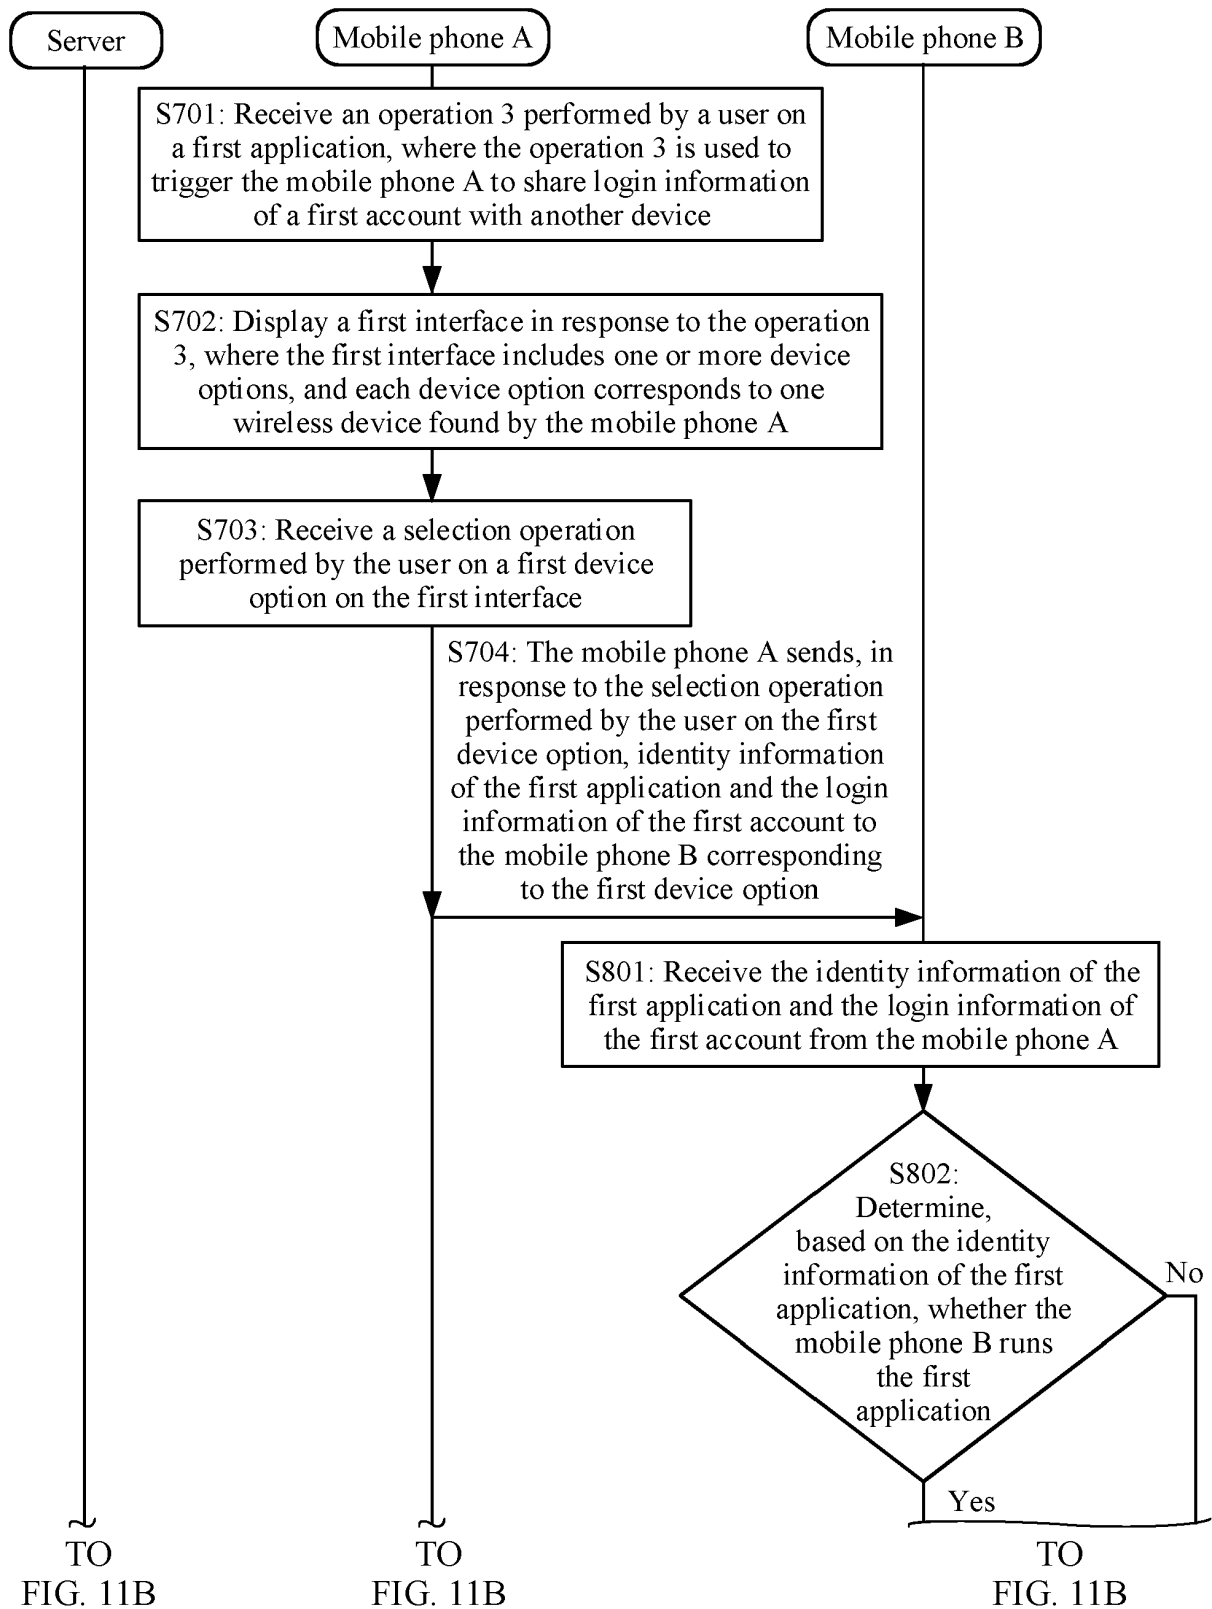 Server
Mobile phone A
Mobile phone B
S701: Receive an operation 3 performed by a user on
a first application, where the operation 3 is used to
trigger the mobile phone A to share login information
of a first account with another device
S702: Display a first interface in response to the operation
3, where the first interface includes one or more device
options, and each device option corresponds to one
wireless device found by the mobile phone A
S703: Receive a selection operation
performed by the user on a first device
option on the first interface
S704: The mobile phone A sends, in
response to the selection operation
performed by the user on the first
device option, identity information
of the first application and the login
information of the first account to
the mobile phone B corresponding
to the first device option
S801: Receive the identity information of the
first application and the login information of
the first account from the mobile phone A
S802:
Determine,
based on the identity
information of the first
application, whether the
mobile phone B runs
the first
application
No
Yes
TO
FIG. 11B
TO
FIG. 11B
TO
FIG. 11B